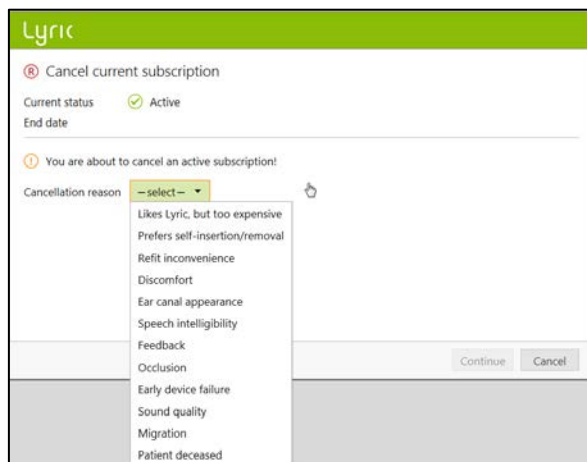 Lyric
R Cancel current subscription
Current status Active
End date
You are about to cancel an active subscription!
Cancellation reason – select –
Likes Lyric, but too expensive
Prefers self-insertion/removal
Refit inconvenience
Discomfort
Ear canal appearance
Speech intelligibility
Feedback
Continue Cancel
Occlusion
Early device failure
Sound quality
Migration
Patient deceased